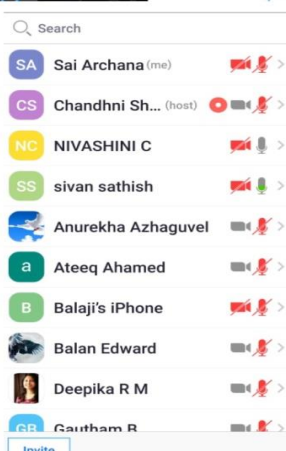 Search
SA Sai Archana (me)
CS Chandhni Sh... (host)
NC NIVASHINI C
SS sivan sathish
Anurekha Azhaguvel
a Ateeq Ahamed
B Balaji's iPhone
Balan Edward
Deepika R M
GB Gautham B
Invite